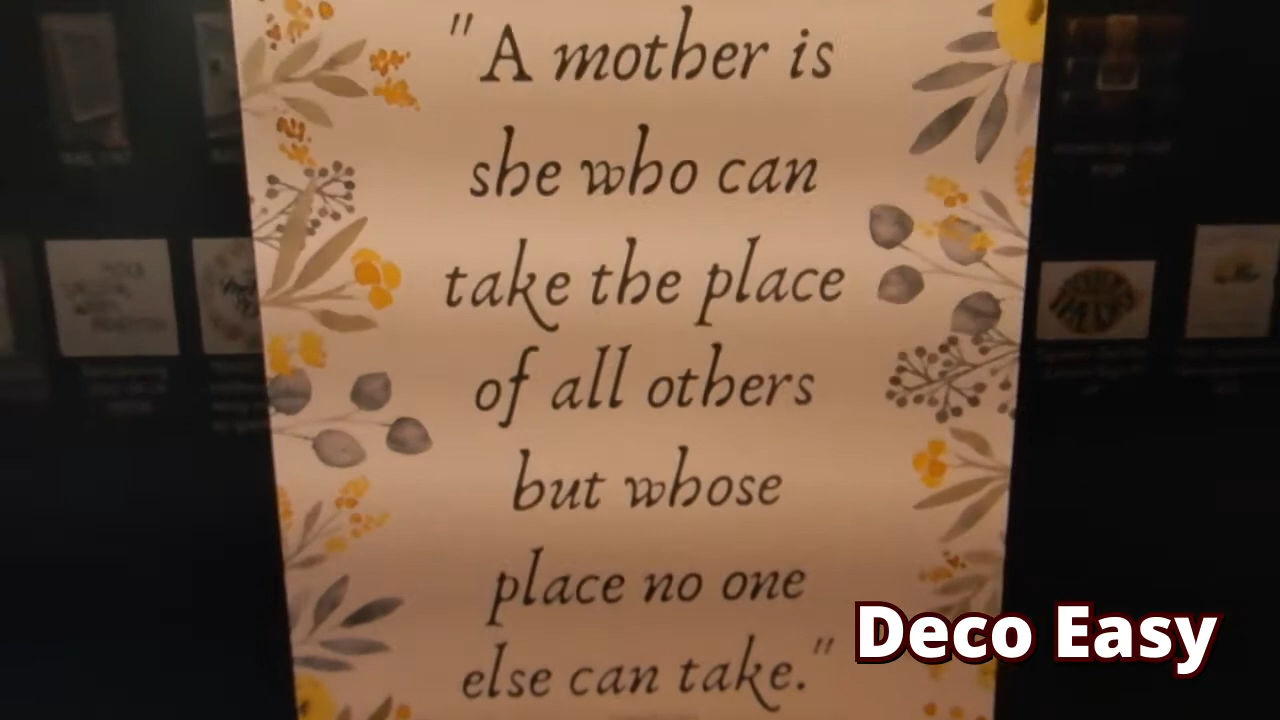 "A mother is
she who can
take the place
of all others
but whose
place no one
else can take."
Deco Easy